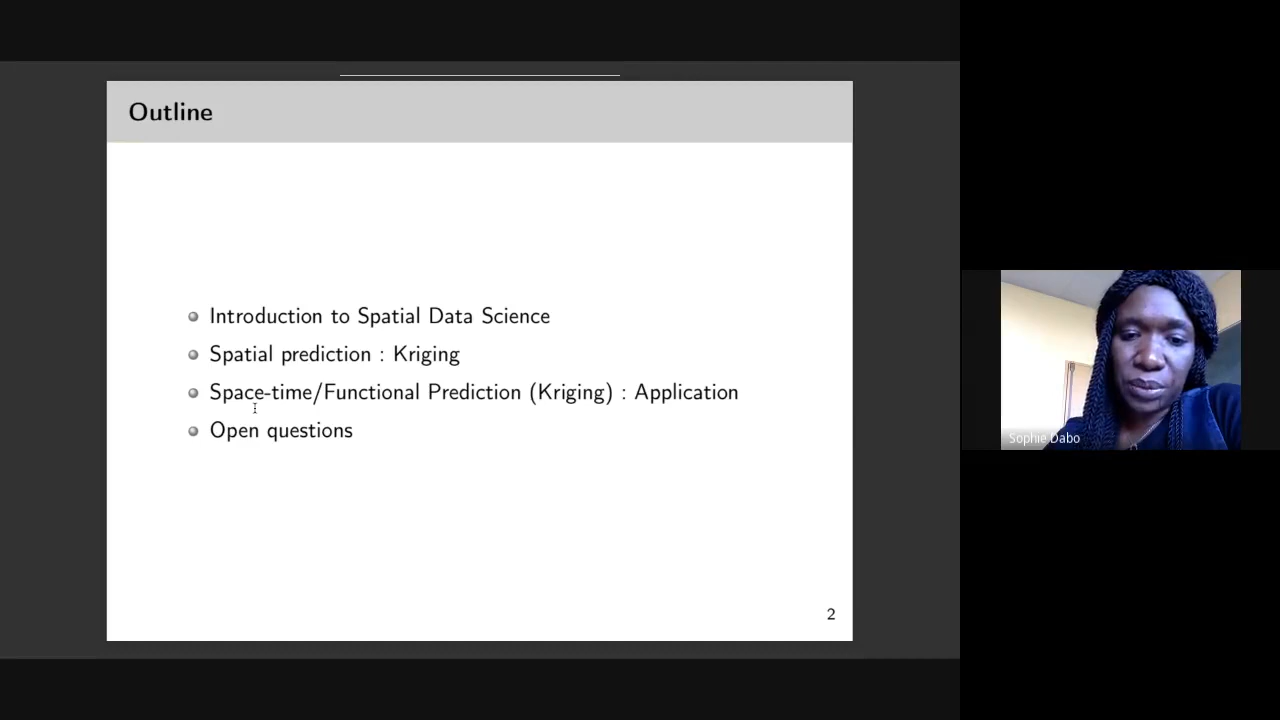 Outline
Introduction to Spatial Data Science
Spatial prediction : Kriging
Space-time/Functional Prediction (Kriging) : Application
Open questions
2
Sophie Dabo